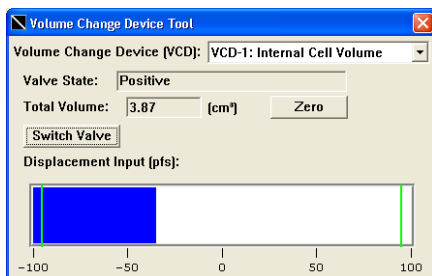 Volume Change Device Tool
Volume Change Device (VCD): VCD-1: Internal Cell Volume
Valve State: Positive
Total Volume: 3.87 (cm³) Zero
Switch Valve
Displacement Input (pfs):
-100 -50 0 50 100